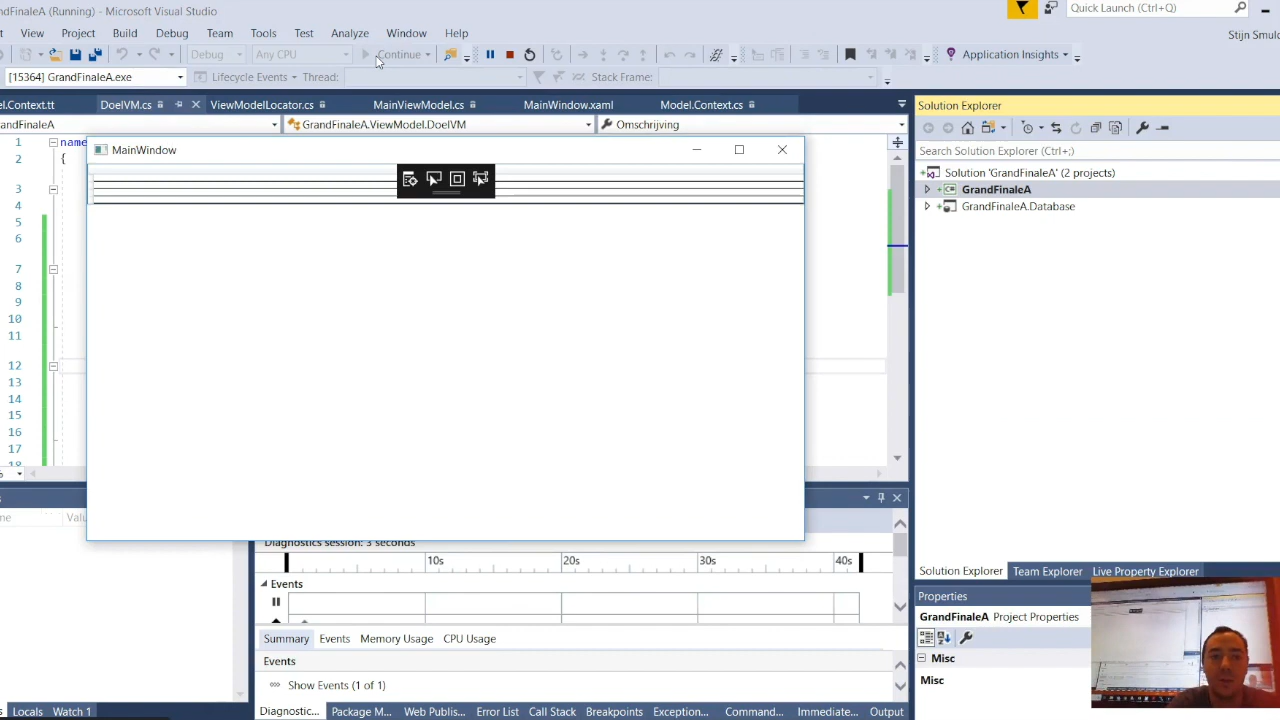 GrandFinaleA (Running) - Microsoft Visual Studio
Quick Launch (Ctrl+Q)
View Project Build Debug Team Tools Test Analyze Window Help
Stijn Smul
Debug Any CPU Continue Application Insights
[15364] GrandFinaleA.exe Lifecycle Events Thread: Stack Frame:
l.Context.tt DoelVM.cs ViewModelLocator.cs MainViewModel.cs MainWindow.xaml Model.Context.cs
andFinaleA GrandFinaleA.ViewModel.DoelVM Omschrijving
1 name
2 {
3
4
5
6
7
8
9
10
11
12
13
14
15
16
17
18
MainWindow
Solution Explorer
Search Solution Explorer (Ctrl+;)
Solution 'GrandFinaleA' (2 projects)
GrandFinaleA
GrandFinaleA.Database
Solution Explorer Team Explorer Live Property Explorer
Properties
GrandFinaleA Project Properties
Misc
Misc
s
me Valu
Diagnostics session: 3 seconds
10s 20s 30s 40s
Events
Summary Events Memory Usage CPU Usage
Events
Show Events (1 of 1)
s Locals Watch 1
Diagnostic... Package M... Web Publis... Error List Call Stack Breakpoints Exception... Command... Immediate... Output